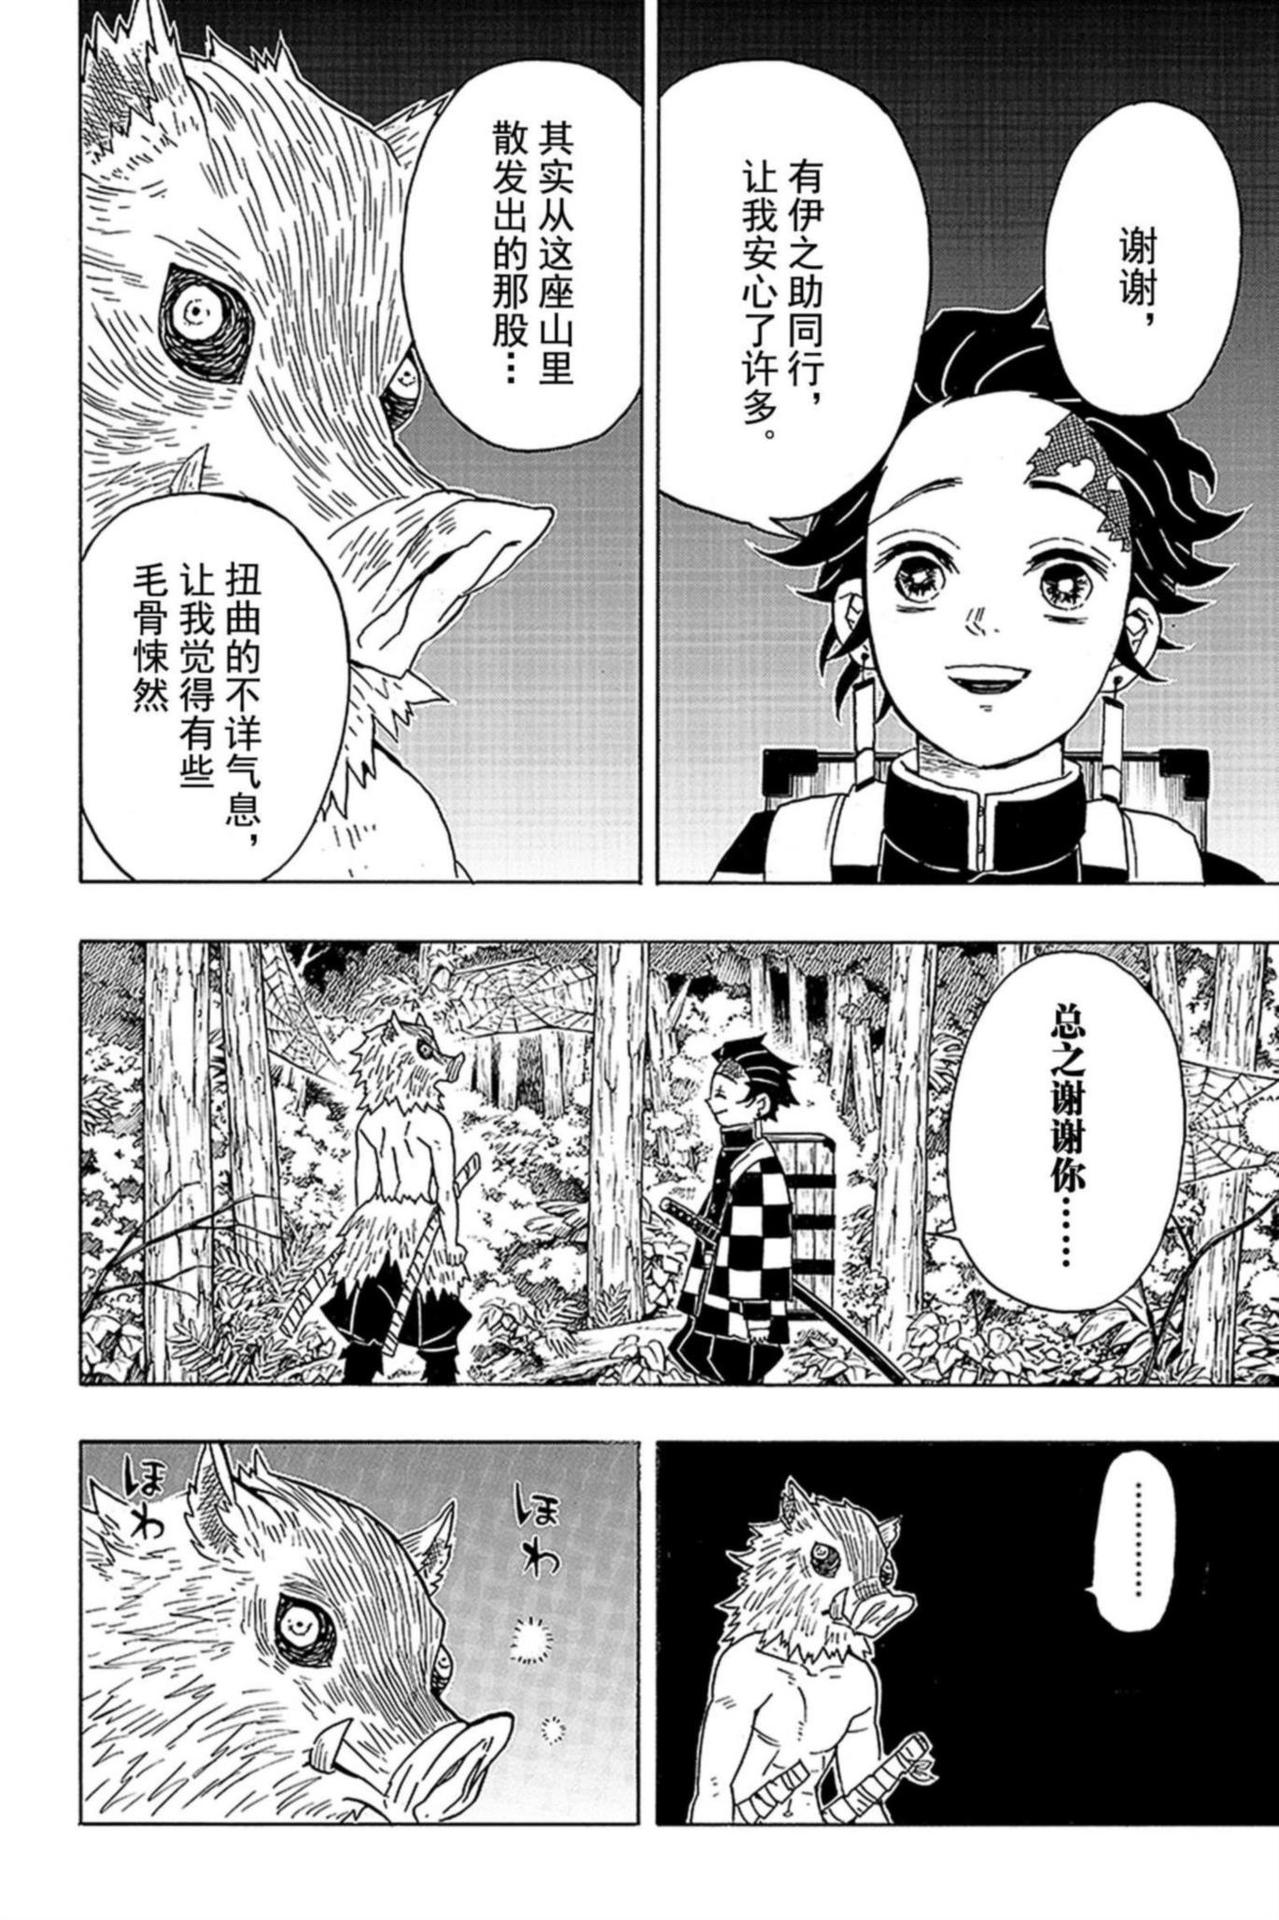 谢谢，
有伊之助同行，
让我安心了许多。
其实从这座山里
散发出的那股…
扭曲的不详气息，
让我觉得有些
毛骨悚然
总之谢谢你……
…………
ほわ
ほわ